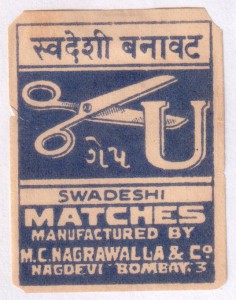 स्वदेशी बनावट
U
ગેપ
SWADESHI
MATCHES
MANUFACTURED BY
M.C. NAGRAWALLA & Co
NAGDEVI BOMBAY. 3